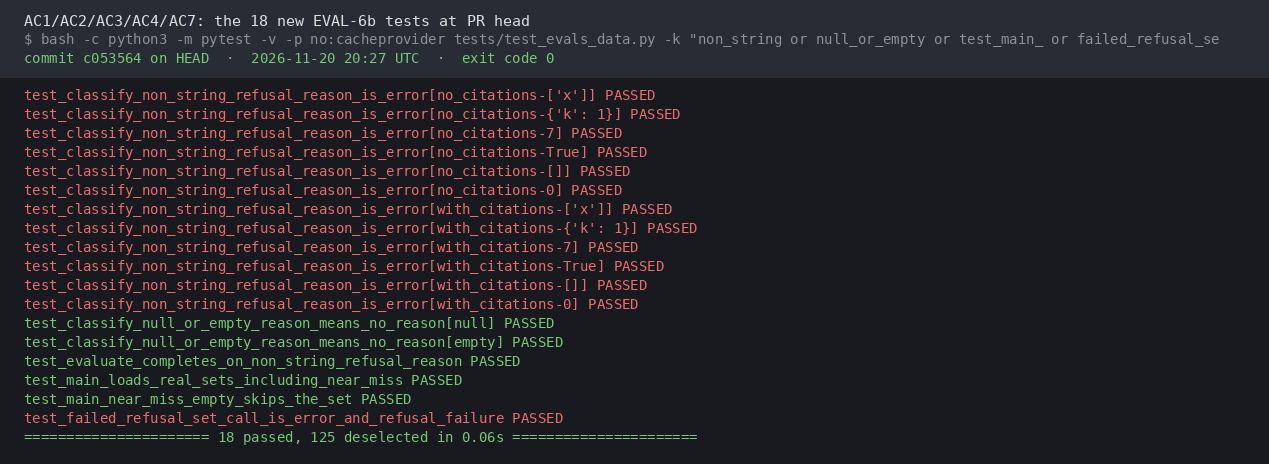 AC1/AC2/AC3/AC4/AC7: the 18 new EVAL-6b tests at PR head
$ bash -c python3 -m pytest -v -p no:cacheprovider tests/test_evals_data.py -k "non_string or null_or_empty or test_main_ or failed_refusal_se
commit c053564 on HEAD · 2026-11-20 20:27 UTC · exit code 0
test_classify_non_string_refusal_reason_is_error[no_citations-['x']] PASSED
test_classify_non_string_refusal_reason_is_error[no_citations-{'k': 1}] PASSED
test_classify_non_string_refusal_reason_is_error[no_citations-7] PASSED
test_classify_non_string_refusal_reason_is_error[no_citations-True] PASSED
test_classify_non_string_refusal_reason_is_error[no_citations-[]] PASSED
test_classify_non_string_refusal_reason_is_error[no_citations-0] PASSED
test_classify_non_string_refusal_reason_is_error[with_citations-['x']] PASSED
test_classify_non_string_refusal_reason_is_error[with_citations-{'k': 1}] PASSED
test_classify_non_string_refusal_reason_is_error[with_citations-7] PASSED
test_classify_non_string_refusal_reason_is_error[with_citations-True] PASSED
test_classify_non_string_refusal_reason_is_error[with_citations-[]] PASSED
test_classify_non_string_refusal_reason_is_error[with_citations-0] PASSED
test_classify_null_or_empty_reason_means_no_reason[null] PASSED
test_classify_null_or_empty_reason_means_no_reason[empty] PASSED
test_evaluate_completes_on_non_string_refusal_reason PASSED
test_main_loads_real_sets_including_near_miss PASSED
test_main_near_miss_empty_skips_the_set PASSED
test_failed_refusal_set_call_is_error_and_refusal_failure PASSED
====================== 18 passed, 125 deselected in 0.06s ======================